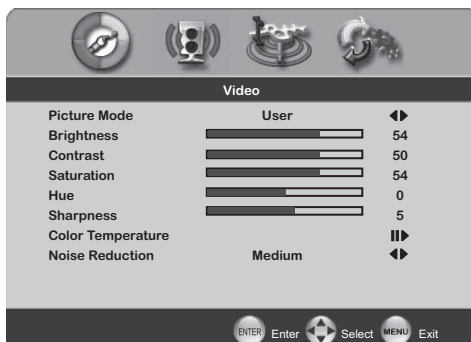 Video
Picture Mode User
Brightness 54
Contrast 50
Saturation 54
Hue 0
Sharpness 5
Color Temperature
Noise Reduction Medium
ENTER Enter Select MENU Exit